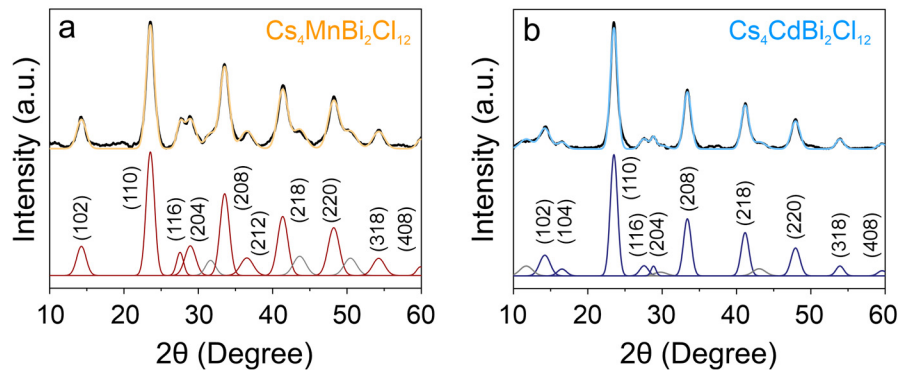 a
Cs₄MnBi₂Cl₁₂
Intensity (a.u.)
(102)
(110)
(116)
(204)
(208)
(212)
(218)
(220)
(318)
(408)
10 20 30 40 50 60
2θ (Degree)
b
Cs₄CdBi₂Cl₁₂
Intensity (a.u.)
(102)
(104)
(110)
(116)
(204)
(208)
(218)
(220)
(318)
(408)
10 20 30 40 50 60
2θ (Degree)